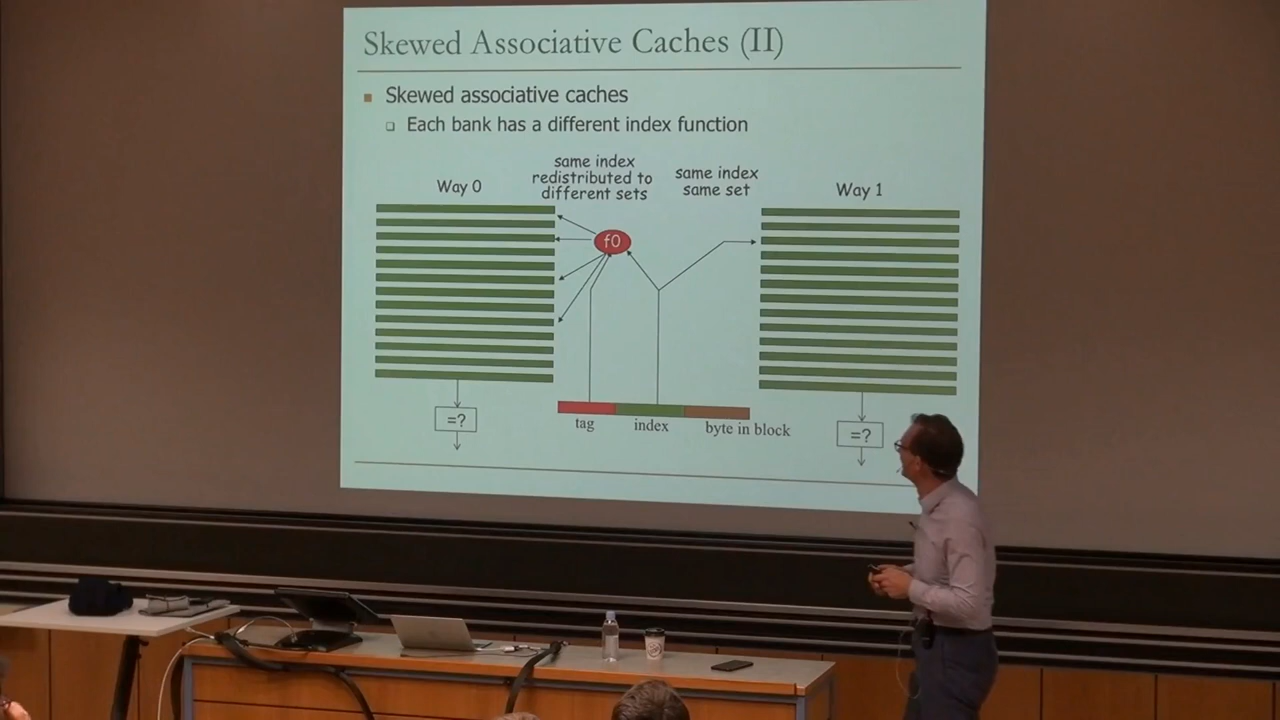 Skewed Associative Caches (II)
Skewed associative caches
Each bank has a different index function
same index
redistributed to
different sets
same index
same set
Way 0
Way 1
f0
=?
=?
tag
index
byte in block